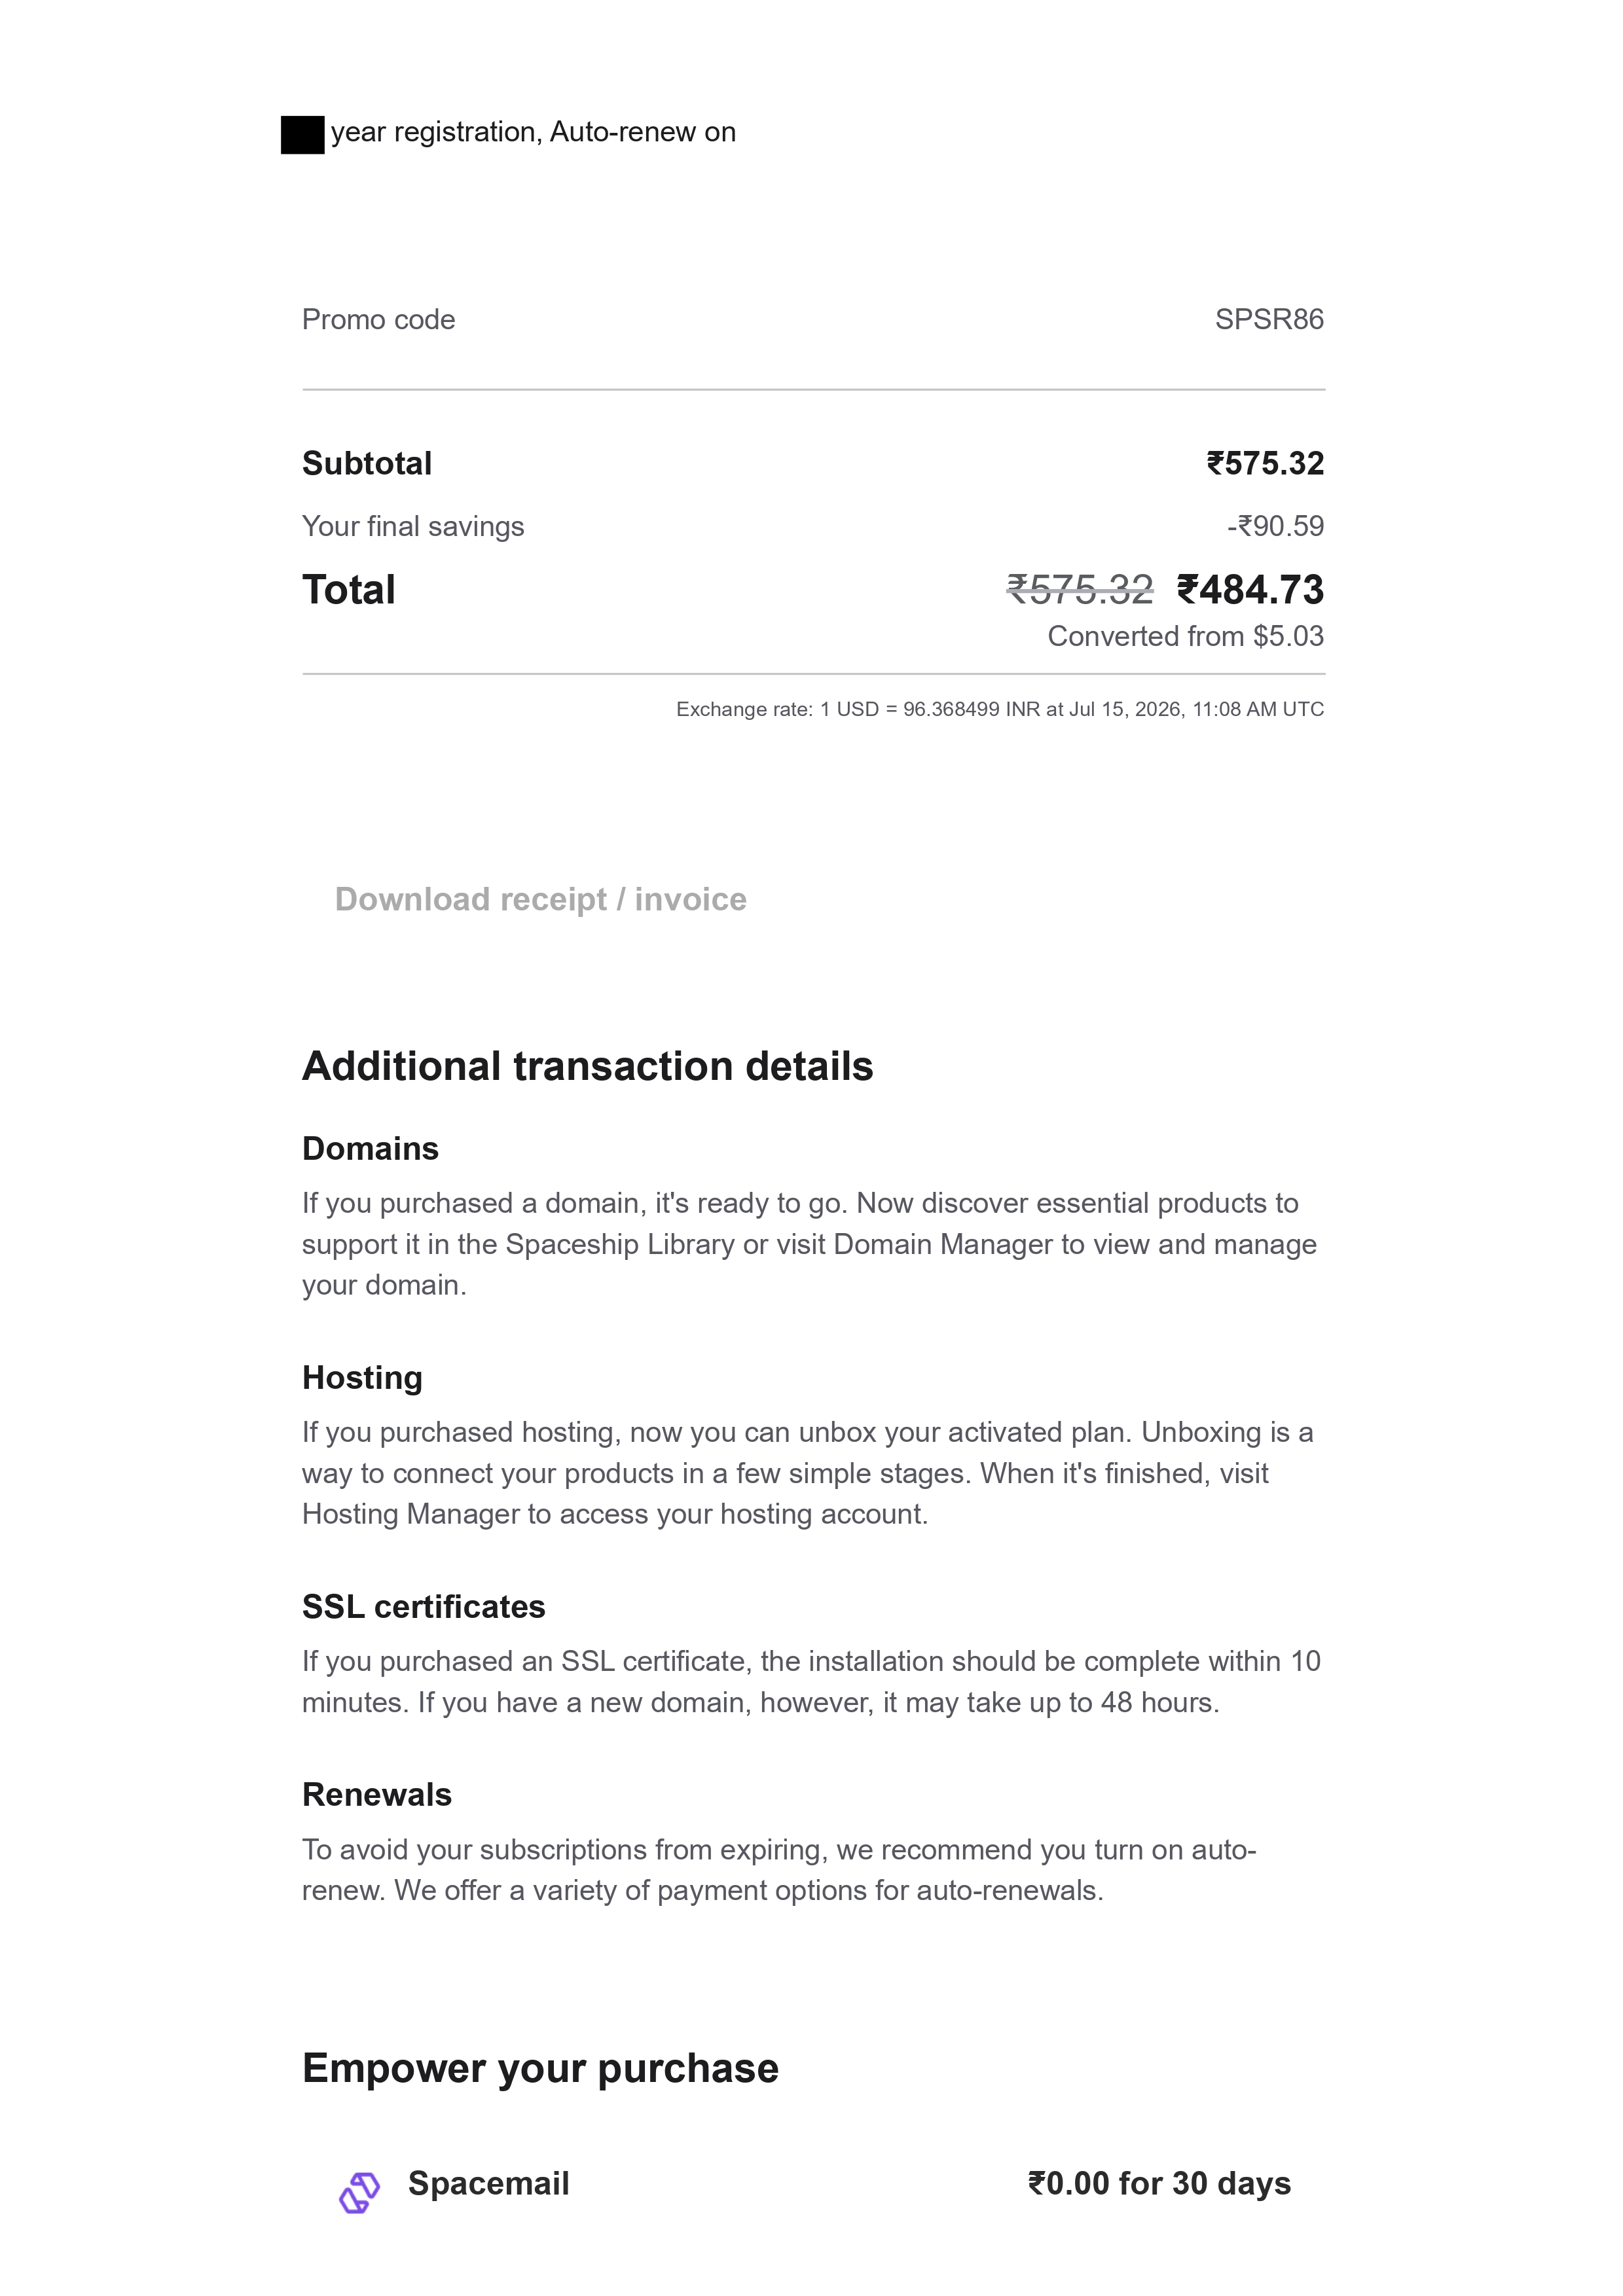 year registration, Auto-renew on
Promo code SPSR86
Subtotal ₹575.32
Your final savings -₹90.59
Total ₹575.32 ₹484.73
Converted from $5.03
Exchange rate: 1 USD = 96.368499 INR at Jul 15, 2026, 11:08 AM UTC
Download receipt / invoice
Additional transaction details
Domains
If you purchased a domain, it's ready to go. Now discover essential products to
support it in the Spaceship Library or visit Domain Manager to view and manage
your domain.
Hosting
If you purchased hosting, now you can unbox your activated plan. Unboxing is a
way to connect your products in a few simple stages. When it's finished, visit
Hosting Manager to access your hosting account.
SSL certificates
If you purchased an SSL certificate, the installation should be complete within 10
minutes. If you have a new domain, however, it may take up to 48 hours.
Renewals
To avoid your subscriptions from expiring, we recommend you turn on auto-
renew. We offer a variety of payment options for auto-renewals.
Empower your purchase
Spacemail ₹0.00 for 30 days